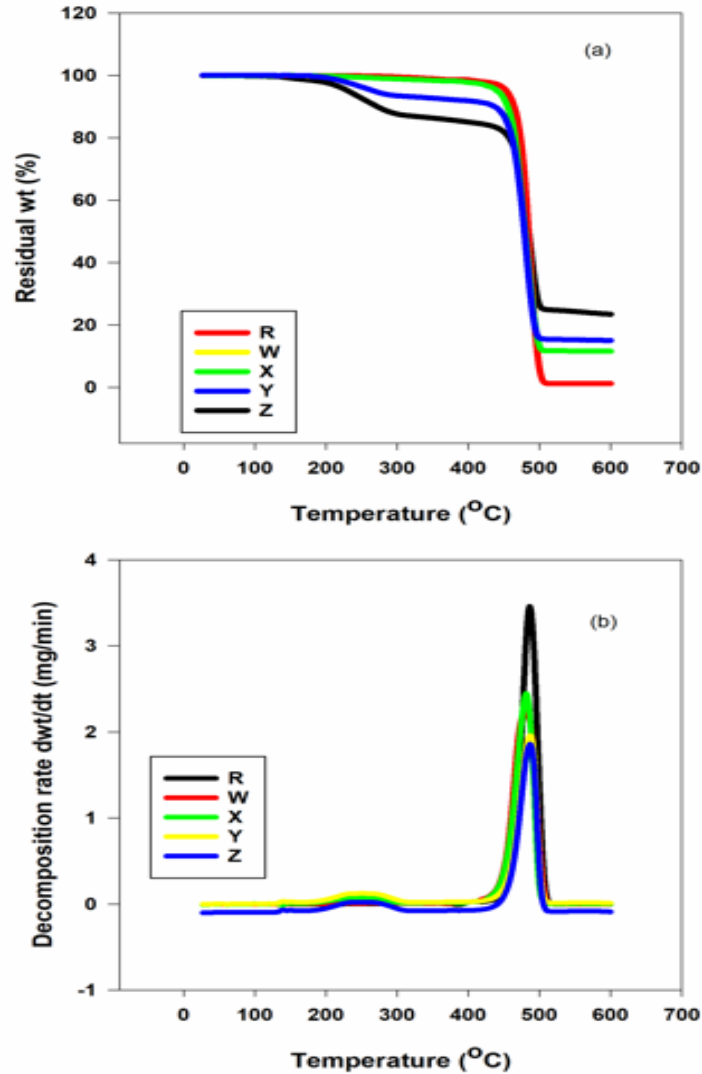 120
(a)
100
80
60
40
20
0
Residual wt (%)
R
W
X
Y
Z
0 100 200 300 400 500 600 700
Temperature (ºC)
4
(b)
3
2
1
0
-1
Decomposition rate dwt/dt (mg/min)
R
W
X
Y
Z
0 100 200 300 400 500 600 700
Temperature (ºC)